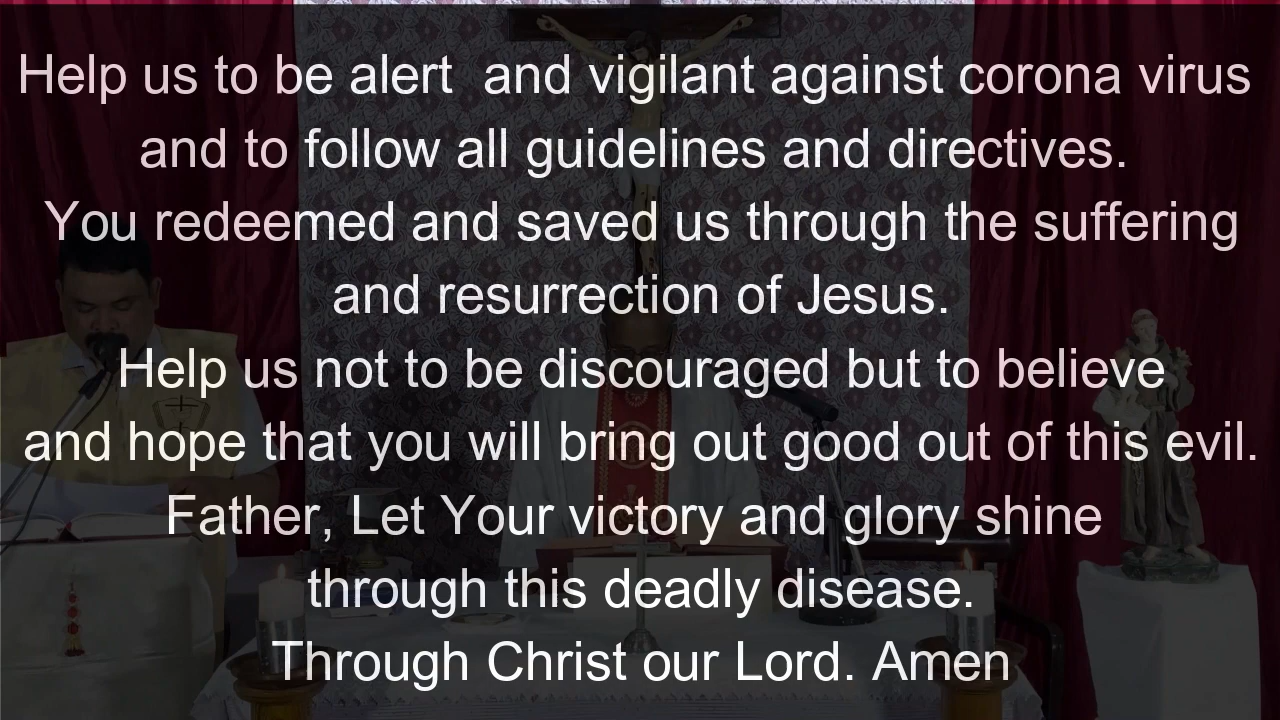 Help us to be alert  and vigilant against corona virus
and to follow all guidelines and directives.
You redeemed and saved us through the suffering
and resurrection of Jesus.
Help us not to be discouraged but to believe
and hope that you will bring out good out of this evil.
Father, Let Your victory and glory shine
through this deadly disease.
Through Christ our Lord. Amen